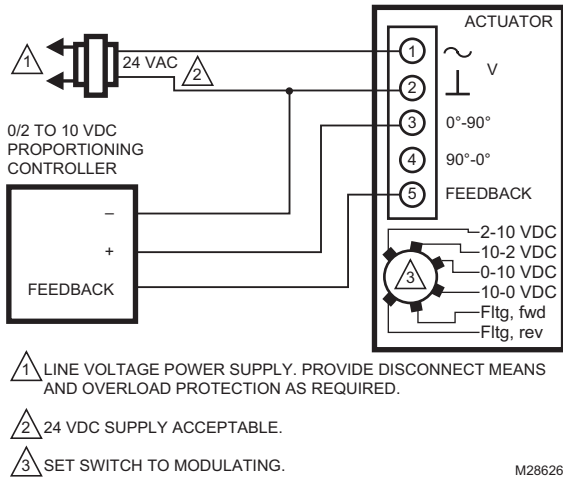 ACTUATOR
1
24 VAC
2
1
V
2
0/2 TO 10 VDC
PROPORTIONING
CONTROLLER
3 0°-90°
4 90°-0°
5 FEEDBACK
–
+
FEEDBACK
3
2-10 VDC
10-2 VDC
0-10 VDC
10-0 VDC
Fltg, fwd
Fltg, rev
1 LINE VOLTAGE POWER SUPPLY. PROVIDE DISCONNECT MEANS
AND OVERLOAD PROTECTION AS REQUIRED.
2 24 VDC SUPPLY ACCEPTABLE.
3 SET SWITCH TO MODULATING.
M28626